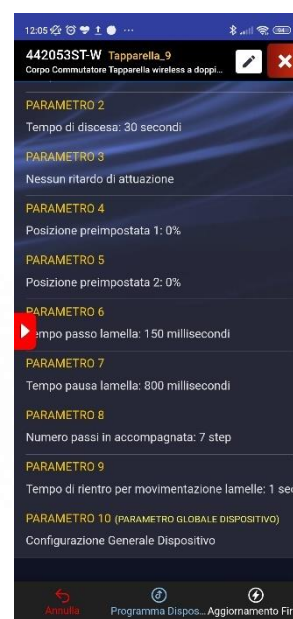 12:05
442053ST-W Tapparella_9
Corpo Commutatore Tapparella wireless a doppi...
PARAMETRO 2
Tempo di discesa: 30 secondi
PARAMETRO 3
Nessun ritardo di attuazione
PARAMETRO 4
Posizione preimpostata 1: 0%
PARAMETRO 5
Posizione preimpostata 2: 0%
PARAMETRO 6
empo passo lamella: 150 millisecondi
PARAMETRO 7
Tempo pausa lamella: 800 millisecondi
PARAMETRO 8
Numero passi in accompagnata: 7 step
PARAMETRO 9
Tempo di rientro per movimentazione lamelle: 1 sec
PARAMETRO 10 (PARAMETRO GLOBALE DISPOSITIVO)
Configurazione Generale Dispositivo
Annulla Programma Dispos... Aggiornamento Fir